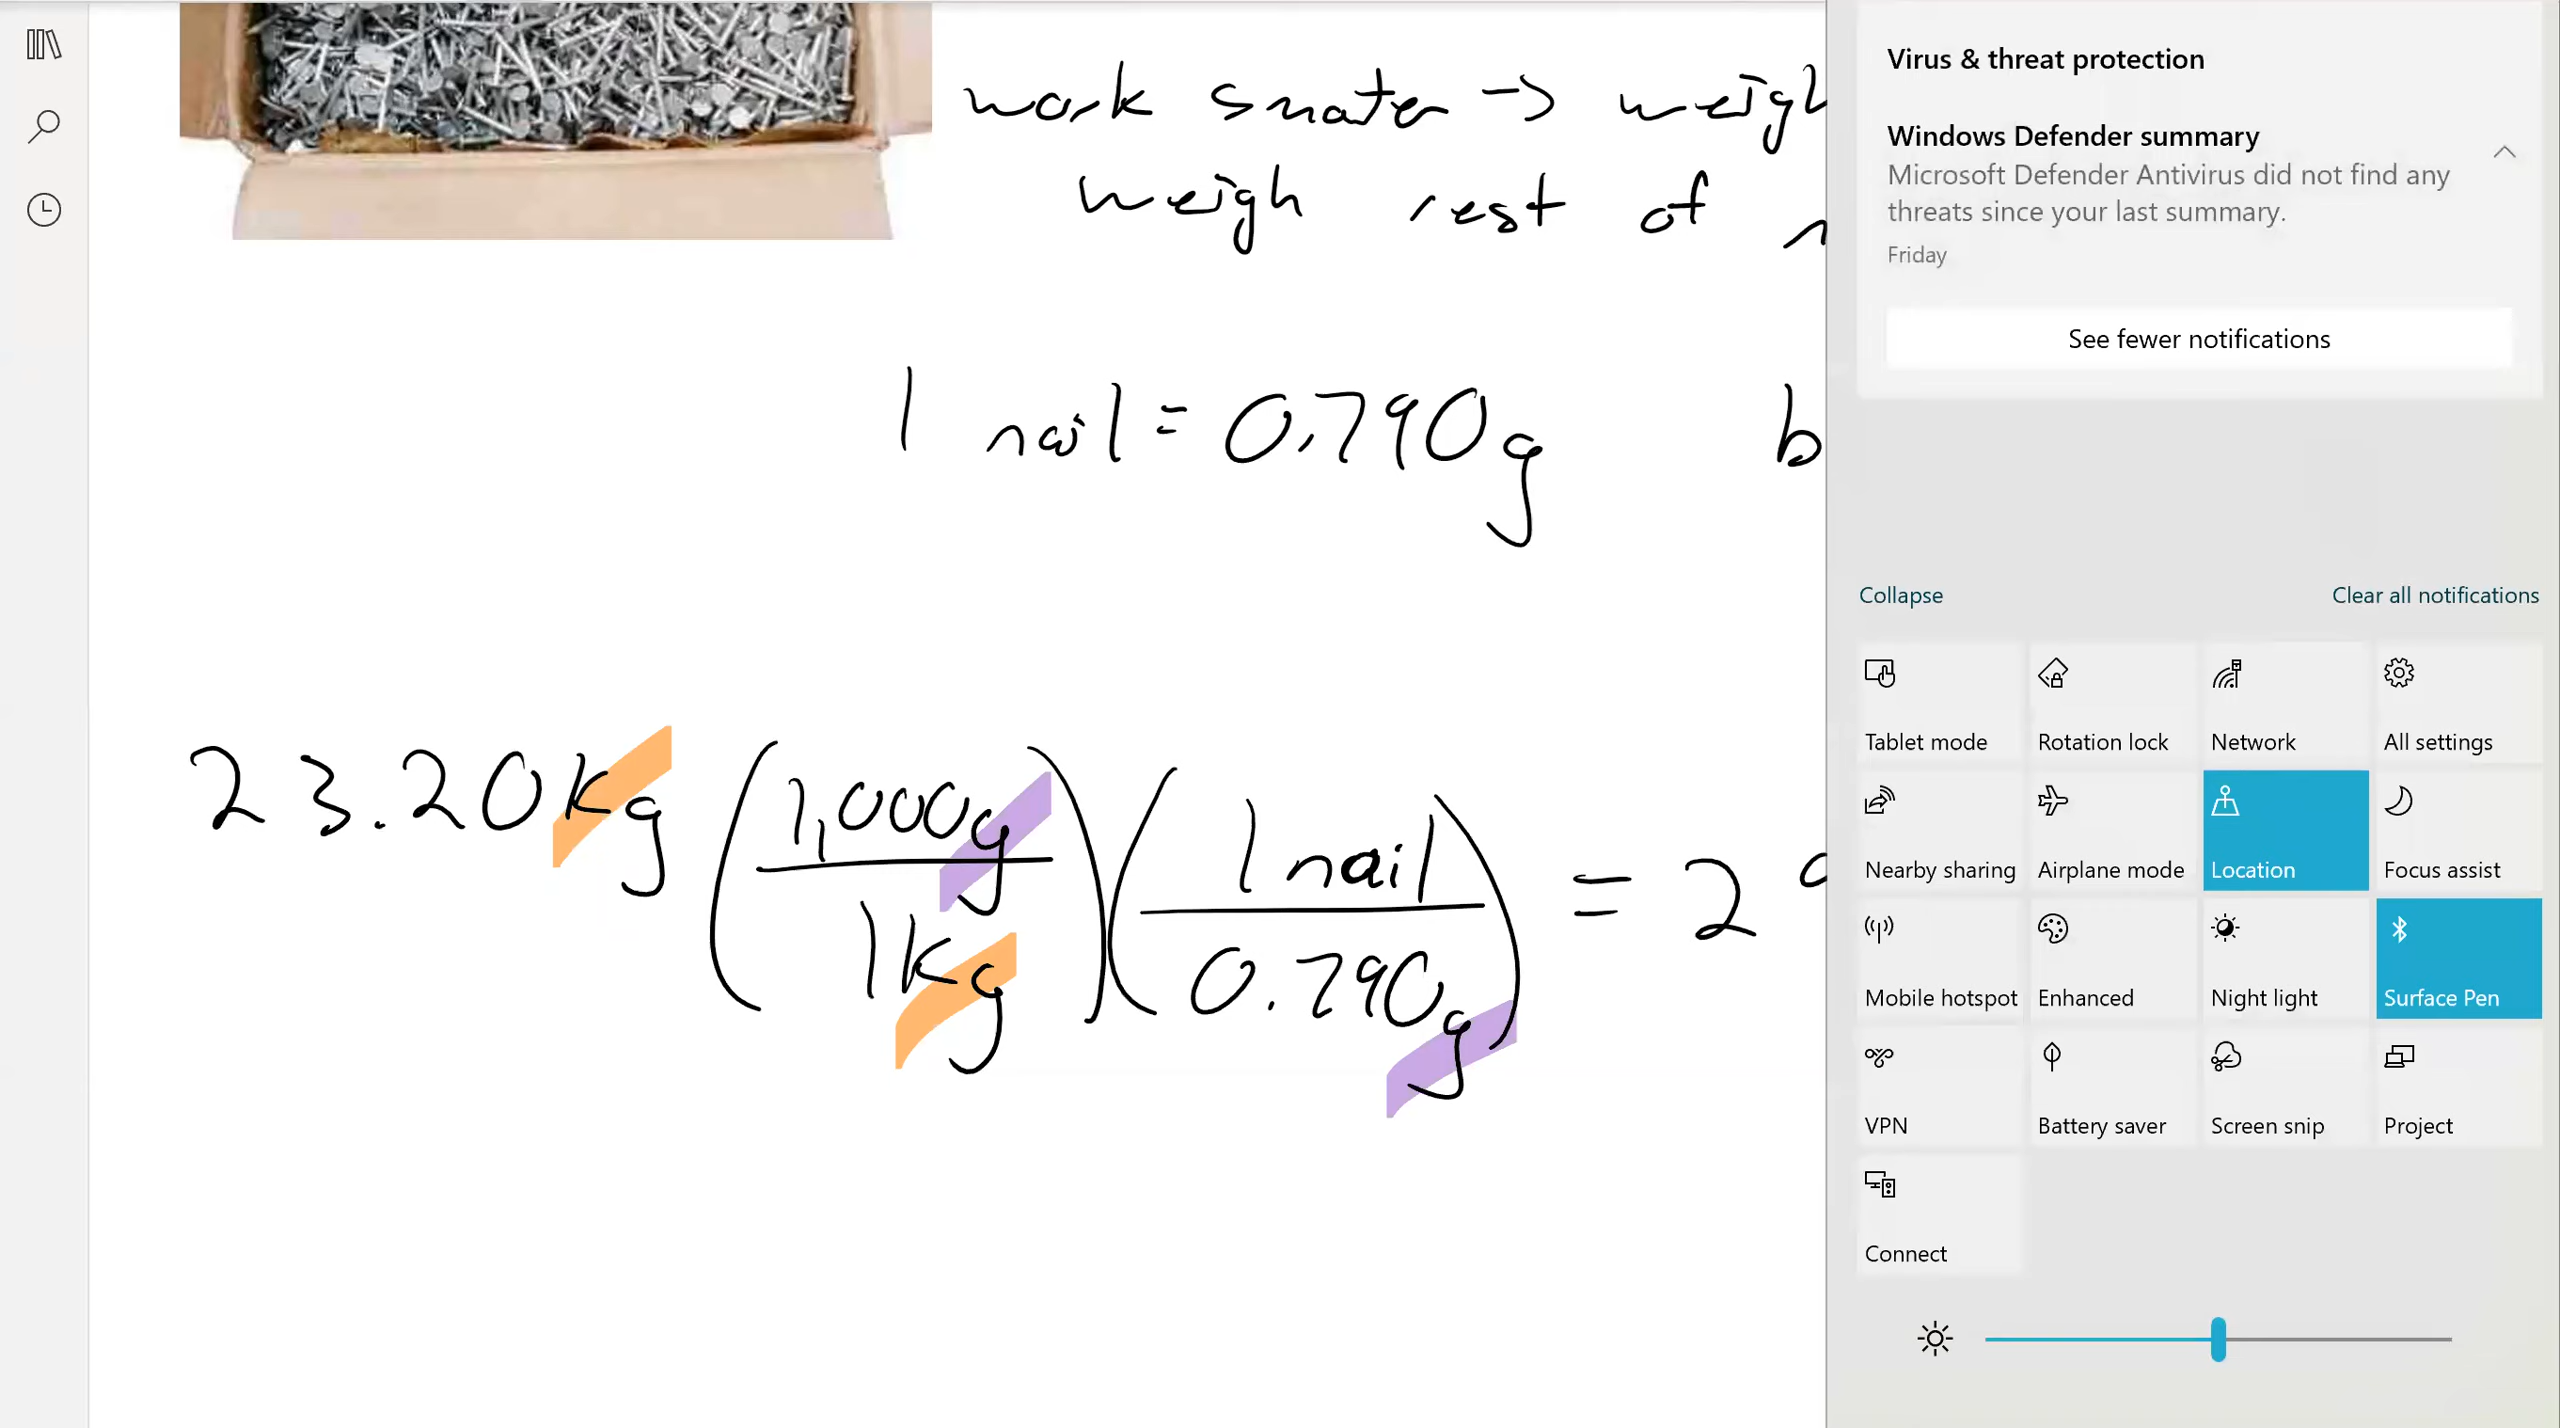 work smater → weigh
weigh rest of n
1 nail = 0.790g b
23.20kg (1,000g / 1kg) (1 nail / 0.790g) = 29
Virus & threat protection
Windows Defender summary
Microsoft Defender Antivirus did not find any
threats since your last summary.
Friday
See fewer notifications
Collapse Clear all notifications
Tablet mode Rotation lock Network All settings
Nearby sharing Airplane mode Location Focus assist
Mobile hotspot Enhanced Night light Surface Pen
VPN Battery saver Screen snip Project
Connect